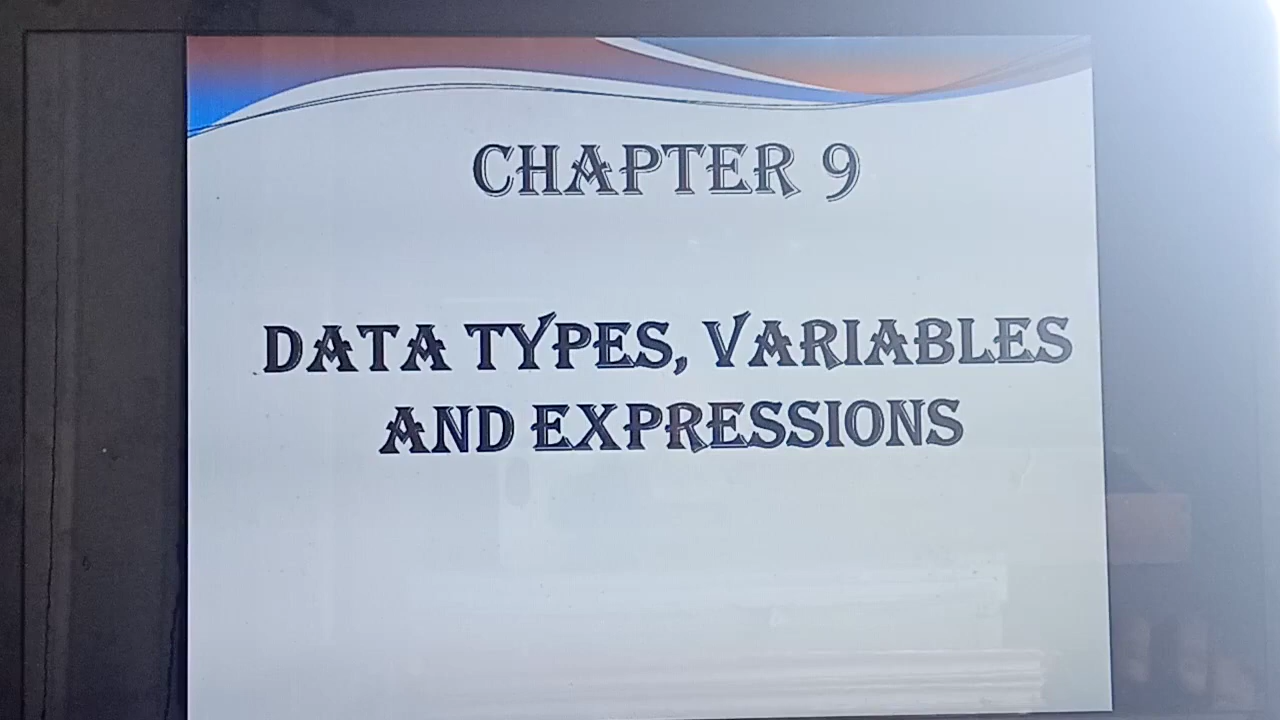 CHAPTER 9
DATA TYPES, VARIABLES
AND EXPRESSIONS